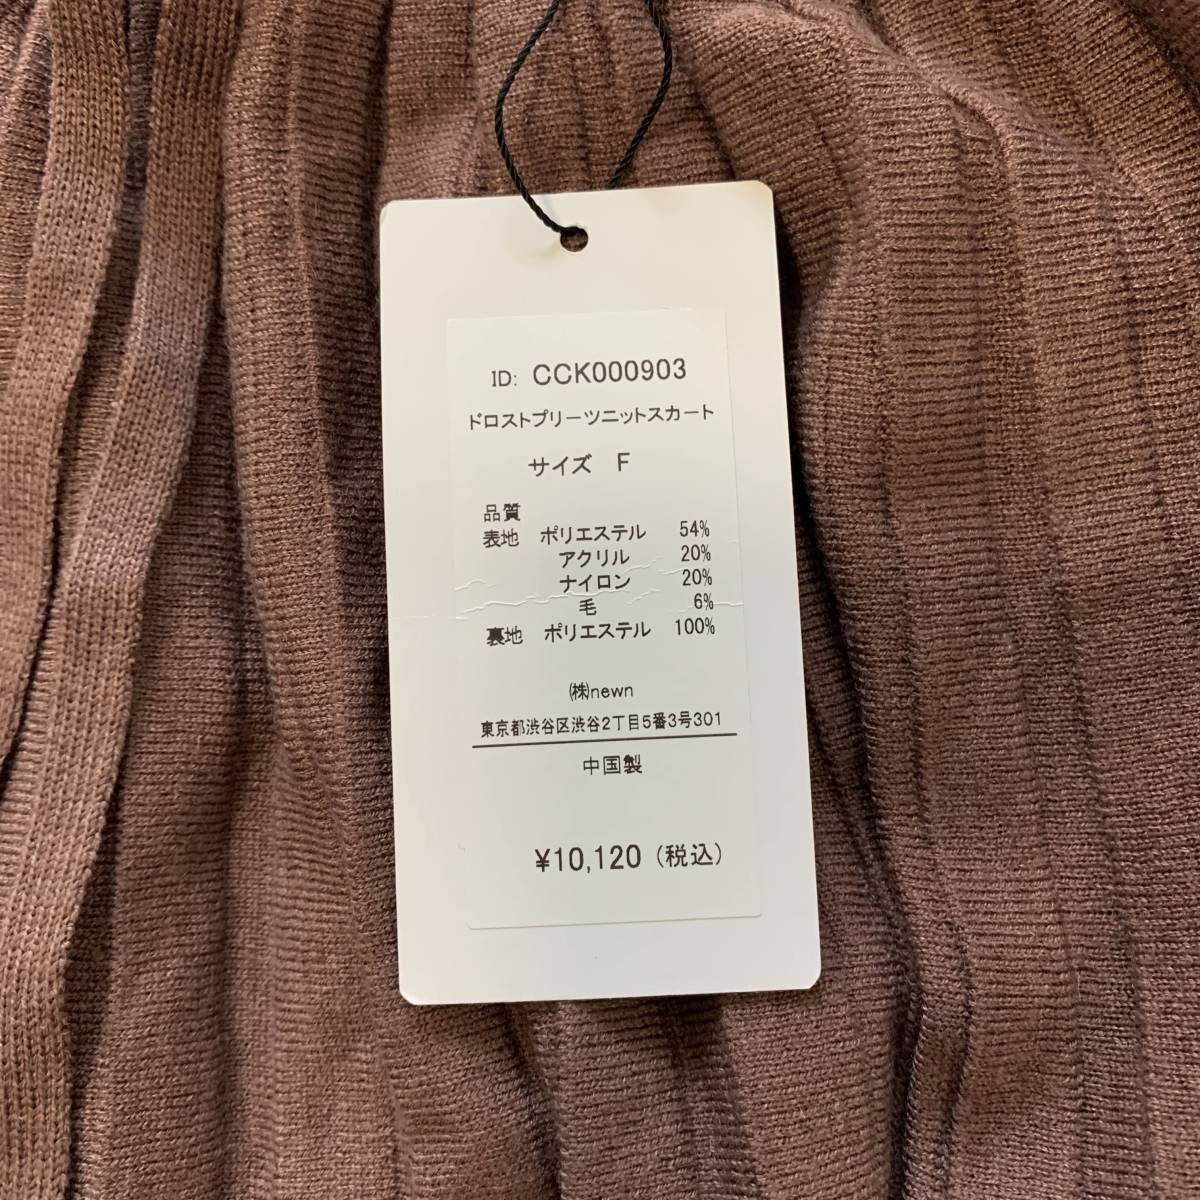 ID: CCK000903
ドロストプリーツニットスカート
サイズ F
品質
表地 ポリエステル 54%
アクリル 20%
ナイロン 20%
毛 6%
裏地 ポリエステル 100%
㈱newn
東京都渋谷区渋谷2丁目5番3号301
中国製
¥10,120（税込）